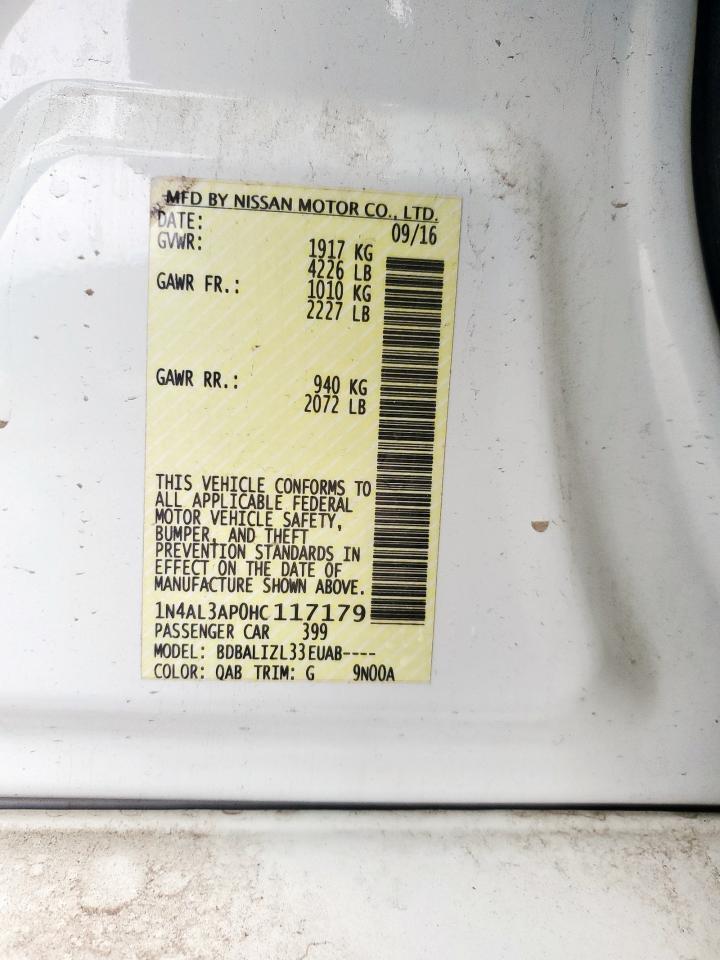 MFD BY NISSAN MOTOR CO., LTD.
DATE: 09/16
GVWR: 1917 KG
4226 LB
GAWR FR.: 1010 KG
2227 LB
GAWR RR.: 940 KG
2072 LB
THIS VEHICLE CONFORMS TO
ALL APPLICABLE FEDERAL
MOTOR VEHICLE SAFETY,
BUMPER, AND THEFT
PREVENTION STANDARDS IN
EFFECT ON THE DATE OF
MANUFACTURE SHOWN ABOVE.
1N4AL3AP0HC117179
PASSENGER CAR 399
MODEL: BDBALIZL33EUAB----
COLOR: QAB TRIM: G 9N00A